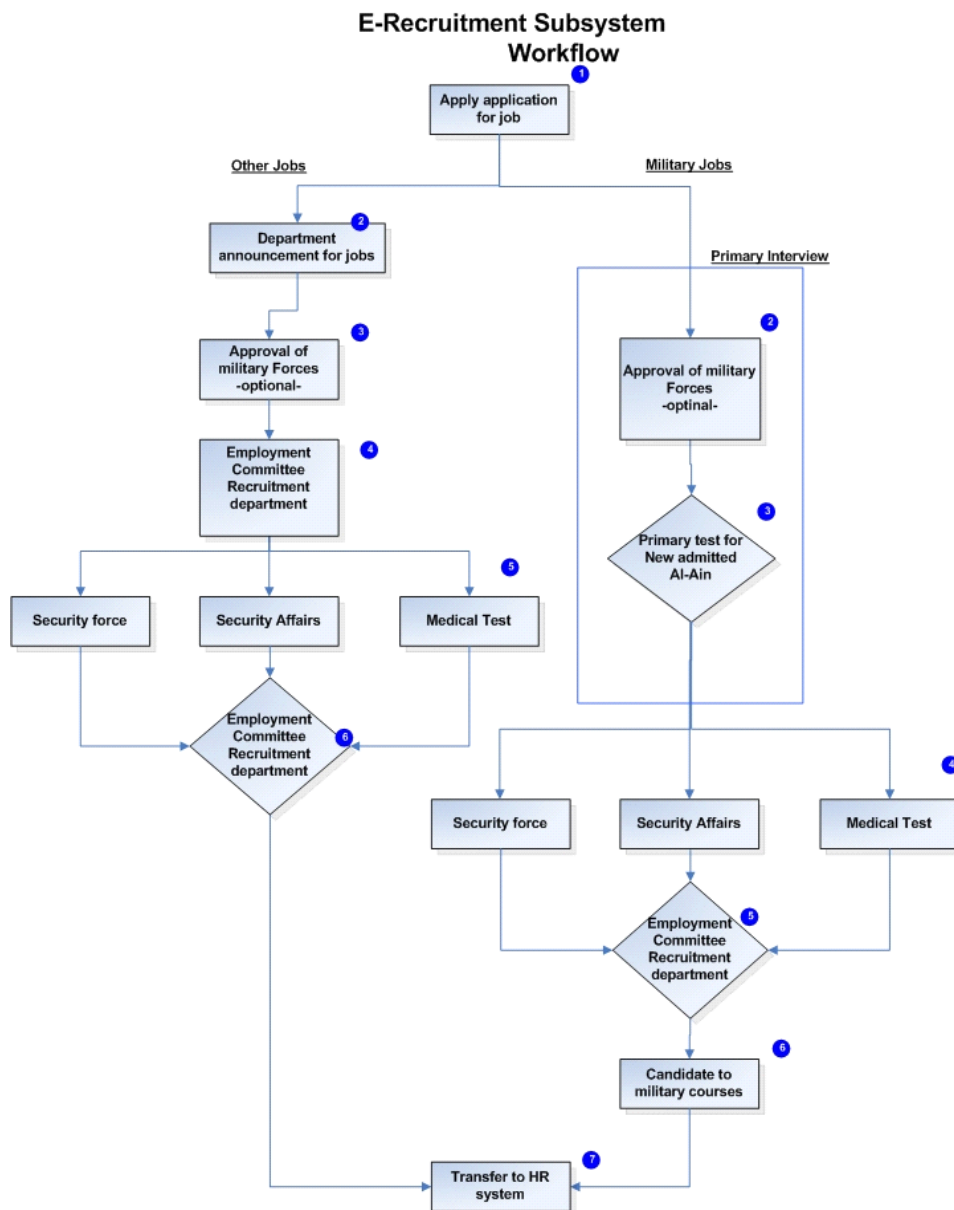 E-Recruitment Subsystem
Workflow
1
Apply application
for job
Other Jobs
Military Jobs
2
Department
announcement for jobs
Primary Interview
3
Approval of
military Forces
-optional-
2
Approval of military
Forces
-optinal-
4
Employment
Committee
Recruitment
department
3
Primary test for
New admitted
Al-Ain
5
Security force
Security Affairs
Medical Test
Employment
Committee
Recruitment
department
6
4
Security force
Security Affairs
Medical Test
5
Employment
Committee
Recruitment
department
6
Candidate to
military courses
7
Transfer to HR
system